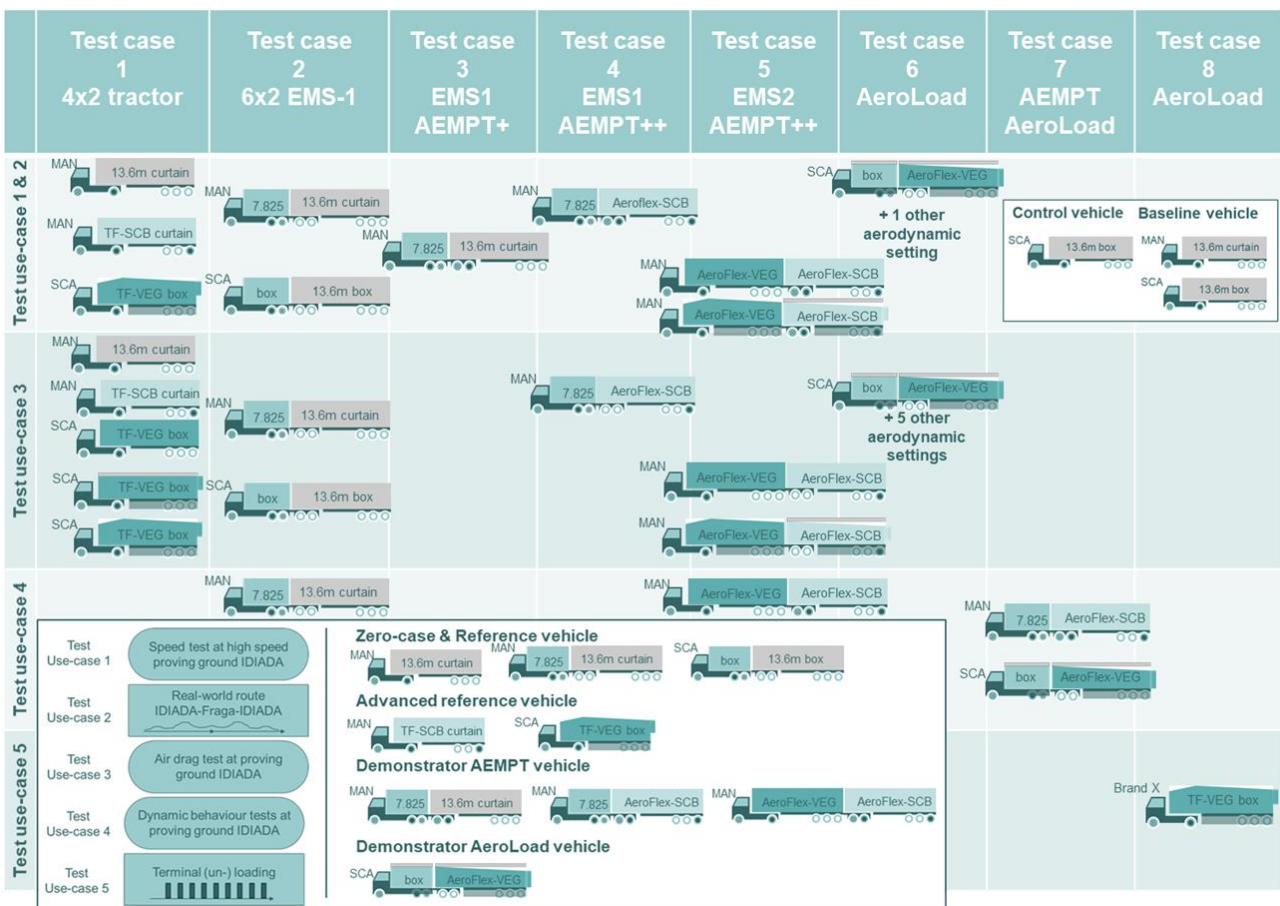 Test case
1
4x2 tractor
Test case
2
6x2 EMS-1
Test case
3
EMS1
AEMPT+
Test case
4
EMS1
AEMPT++
Test case
5
EMS2
AEMPT++
Test case
6
AeroLoad
Test case
7
AEMPT
AeroLoad
Test case
8
AeroLoad
Test use-case 1 & 2
MAN
13.6m curtain
MAN
TF-SCB curtain
SCA
TF-VEG box
MAN
7.825
13.6m curtain
SCA
box
13.6m box
MAN
7.825
13.6m curtain
MAN
7.825
Aeroflex-SCB
MAN
AeroFlex-VEG
AeroFlex-SCB
MAN
AeroFlex-VEG
AeroFlex-SCB
SCA
box
AeroFlex-VEG
+ 1 other
aerodynamic
setting
Control vehicle
SCA
13.6m box
Baseline vehicle
MAN
13.6m curtain
SCA
13.6m box
Test use-case 3
MAN
13.6m curtain
MAN
TF-SCB curtain
SCA
TF-VEG box
SCA
TF-VEG box
SCA
TF-VEG box
MAN
7.825
13.6m curtain
SCA
box
13.6m box
MAN
7.825
AeroFlex-SCB
MAN
AeroFlex-VEG
AeroFlex-SCB
MAN
AeroFlex-VEG
AeroFlex-SCB
SCA
box
AeroFlex-VEG
+ 5 other
aerodynamic
settings
Test use-case 4
MAN
7.825
13.6m curtain
MAN
AeroFlex-VEG
AeroFlex-SCB
MAN
7.825
AeroFlex-SCB
SCA
box
AeroFlex-VEG
Test use-case 5
Brand X
TF-VEG box
Test
Use-case 1
Speed test at high speed
proving ground IDIADA
Test
Use-case 2
Real-world route
IDIADA-Fraga-IDIADA
Test
Use-case 3
Air drag test at proving
ground IDIADA
Test
Use-case 4
Dynamic behaviour tests at
proving ground IDIADA
Test
Use-case 5
Terminal (un-) loading
Zero-case & Reference vehicle
MAN
13.6m curtain
MAN
7.825
13.6m curtain
SCA
box
13.6m box
Advanced reference vehicle
MAN
TF-SCB curtain
SCA
TF-VEG box
Demonstrator AEMPT vehicle
MAN
7.825
13.6m curtain
MAN
7.825
AeroFlex-SCB
MAN
AeroFlex-VEG
AeroFlex-SCB
Demonstrator AeroLoad vehicle
SCA
box
AeroFlex-VEG